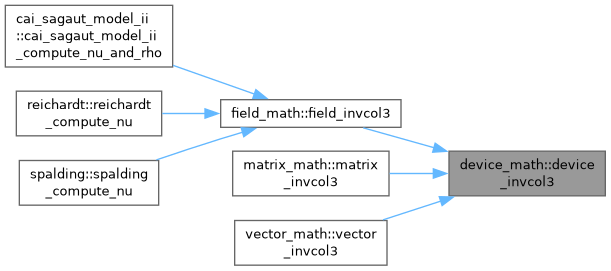 cai_sagaut_model_ii
::cai_sagaut_model_ii
_compute_nu_and_rho
reichardt::reichardt
_compute_nu
spalding::spalding
_compute_nu
field_math::field_invcol3
matrix_math::matrix
_invcol3
vector_math::vector
_invcol3
device_math::device
_invcol3